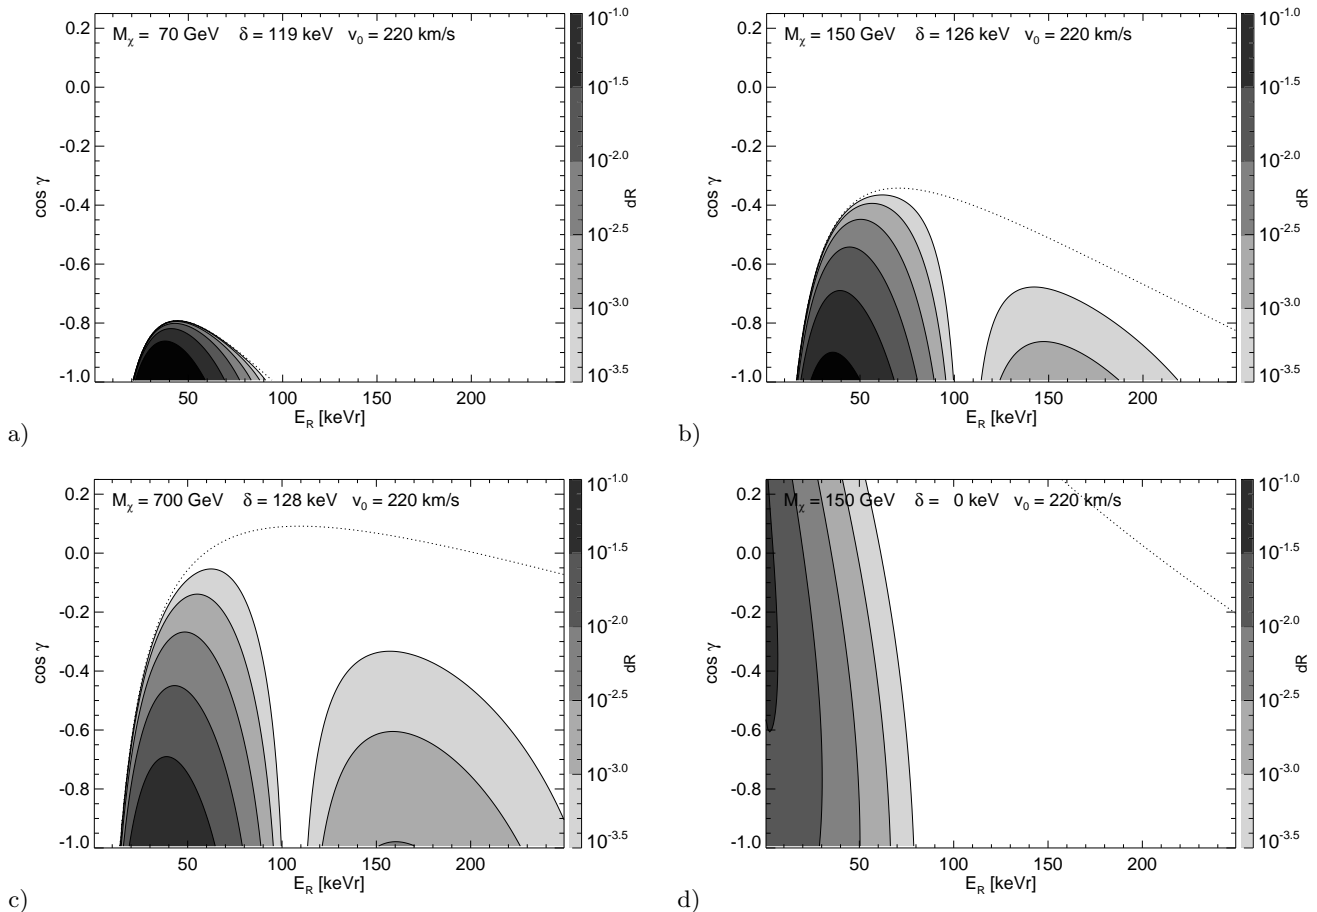 M_χ = 70 GeV δ = 119 keV v_0 = 220 km/s
0.2
0.0
-0.2
-0.4
-0.6
-0.8
-1.0
cos γ
50 100 150 200
E_R [keVr]
10^-1.0
10^-1.5
10^-2.0
10^-2.5
10^-3.0
10^-3.5
dR
a)
M_χ = 150 GeV δ = 126 keV v_0 = 220 km/s
0.2
0.0
-0.2
-0.4
-0.6
-0.8
-1.0
cos γ
50 100 150 200
E_R [keVr]
10^-1.0
10^-1.5
10^-2.0
10^-2.5
10^-3.0
10^-3.5
dR
b)
M_χ = 700 GeV δ = 128 keV v_0 = 220 km/s
0.2
0.0
-0.2
-0.4
-0.6
-0.8
-1.0
cos γ
50 100 150 200
E_R [keVr]
10^-1.0
10^-1.5
10^-2.0
10^-2.5
10^-3.0
10^-3.5
dR
c)
M_χ = 150 GeV δ = 0 keV v_0 = 220 km/s
0.2
0.0
-0.2
-0.4
-0.6
-0.8
-1.0
cos γ
50 100 150 200
E_R [keVr]
10^-1.0
10^-1.5
10^-2.0
10^-2.5
10^-3.0
10^-3.5
dR
d)